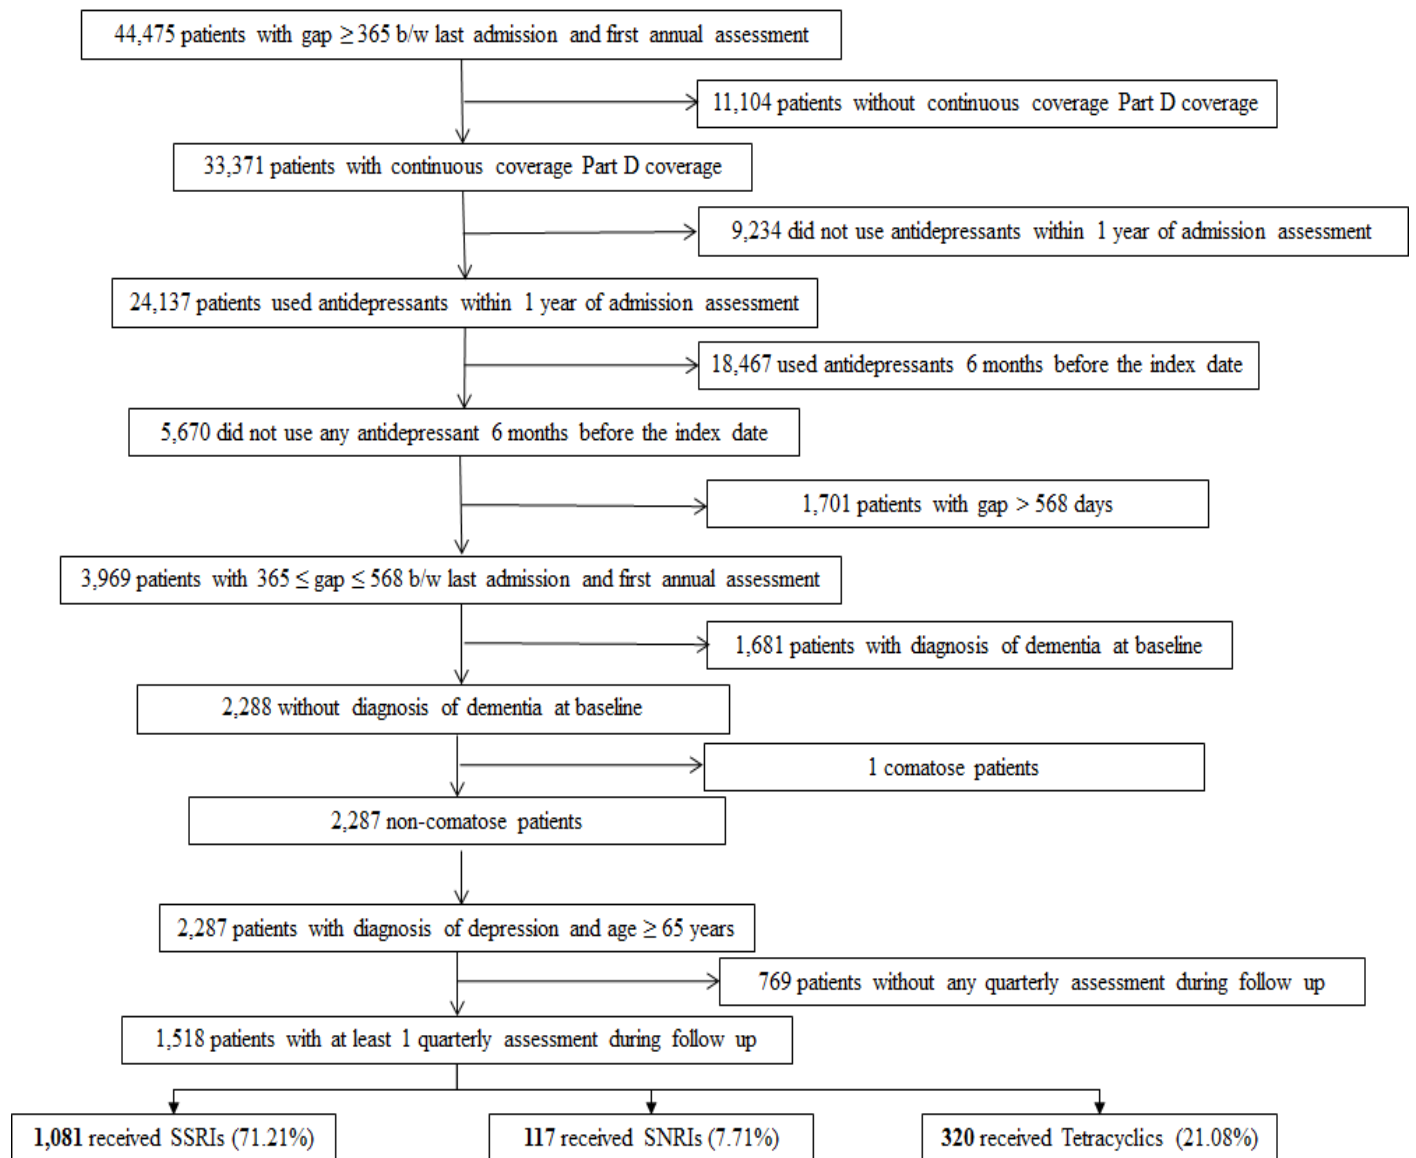 44,475 patients with gap ≥ 365 b/w last admission and first annual assessment
11,104 patients without continuous coverage Part D coverage
33,371 patients with continuous coverage Part D coverage
9,234 did not use antidepressants within 1 year of admission assessment
24,137 patients used antidepressants within 1 year of admission assessment
18,467 used antidepressants 6 months before the index date
5,670 did not use any antidepressant 6 months before the index date
1,701 patients with gap > 568 days
3,969 patients with 365 ≤ gap ≤ 568 b/w last admission and first annual assessment
1,681 patients with diagnosis of dementia at baseline
2,288 without diagnosis of dementia at baseline
1 comatose patients
2,287 non-comatose patients
2,287 patients with diagnosis of depression and age ≥ 65 years
769 patients without any quarterly assessment during follow up
1,518 patients with at least 1 quarterly assessment during follow up
1,081 received SSRIs (71.21%)
117 received SNRIs (7.71%)
320 received Tetracyclics (21.08%)